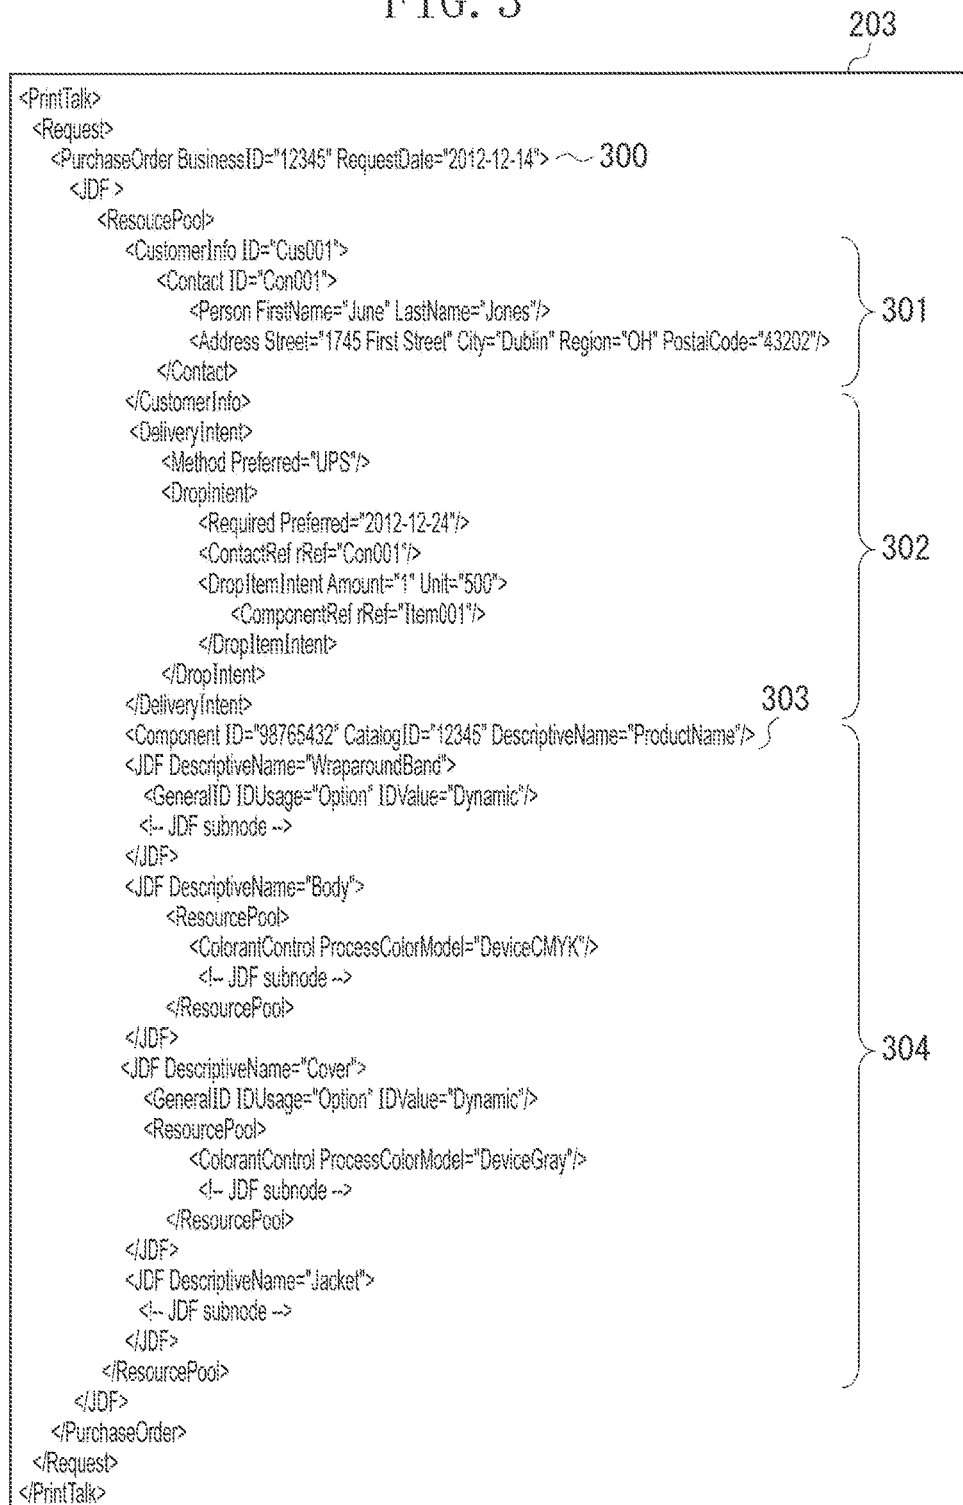 FIG. 3
203
<PrintTalk>
<Request>
<PurchaseOrder BusinessID="12345" RequestDate="2012-12-14"> 300
<JDF >
<ResoucePool>
<CustomerInfo ID="Cus001">
<Contact ID="Con001">
<Person FirstName="June" LastName="Jones"/>
301
<Address Street="1745 First Street" City="Dublin" Region="OH" PostalCode="43202"/>
</Contact>
</CustomerInfo>
<DeliveryIntent>
<Method Preferred="UPS"/>
<DropIntent>
<Required Preferred="2012-12-24"/>
<ContactRef rRef="Con001"/>
302
<DropItemIntent Amount="1" Unit="500">
<ComponentRef rRef="Item001"/>
</DropItemIntent>
</DropIntent>
</DeliveryIntent>
303
<Component ID="98765432" CatalogID="12345" DescriptiveName="ProductName"/>
<JDF DescriptiveName="WraparoundBand">
<GeneralID IDUsage="Option" IDValue="Dynamic"/>
<!-- JDF subnode -->
</JDF>
<JDF DescriptiveName="Body">
<ResourcePool>
<ColorantControl ProcessColorModel="DeviceCMYK"/>
<!-- JDF subnode -->
</ResourcePool>
</JDF>
304
<JDF DescriptiveName="Cover">
<GeneralID IDUsage="Option" IDValue="Dynamic"/>
<ResourcePool>
<ColorantControl ProcessColorModel="DeviceGray"/>
<!-- JDF subnode -->
</ResourcePool>
</JDF>
<JDF DescriptiveName="Jacket">
<!-- JDF subnode -->
</JDF>
</ResourcePool>
</JDF>
</PurchaseOrder>
</Request>
</PrintTalk>